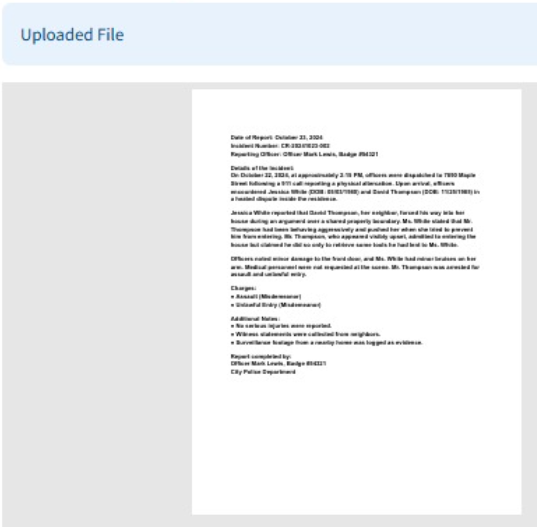 Uploaded File
Date of Report: October 23, 2024
Incident Number: CR-20241023-002
Reporting Officer: Officer Mark Lewis, Badge #54321
Details of the Incident:
On October 22, 2024, at approximately 2:15 PM, officers were dispatched to 7890 Maple
Street following a 911 call reporting a physical altercation. Upon arrival, officers
encountered Jessica White (DOB: and David Thompson (DOB: in
a heated dispute inside the residence.
Jessica White reported that David Thompson, her neighbor, forced his way into her
house during an argument over a shared property boundary. Ms. White stated that Mr.
Thompson had been behaving aggressively and pushed her when she tried to prevent
him from entering. Mr. Thompson, who appeared visibly upset, admitted to entering the
house but claimed he did so only to retrieve some tools he had lent to Ms. White.
Officers noted minor damage to the front door, and Ms. White had minor bruises on her
arm. Medical personnel were not requested at the scene. Mr. Thompson was arrested for
assault and unlawful entry.
Charges:
● Assault (Misdemeanor)
● Unlawful Entry (Misdemeanor)
Additional Notes:
● No serious injuries were reported.
● Witness statements were collected from neighbors.
● Surveillance footage from a nearby home was logged as evidence.
Report completed by:
Officer Mark Lewis, Badge #54321
City Police Department